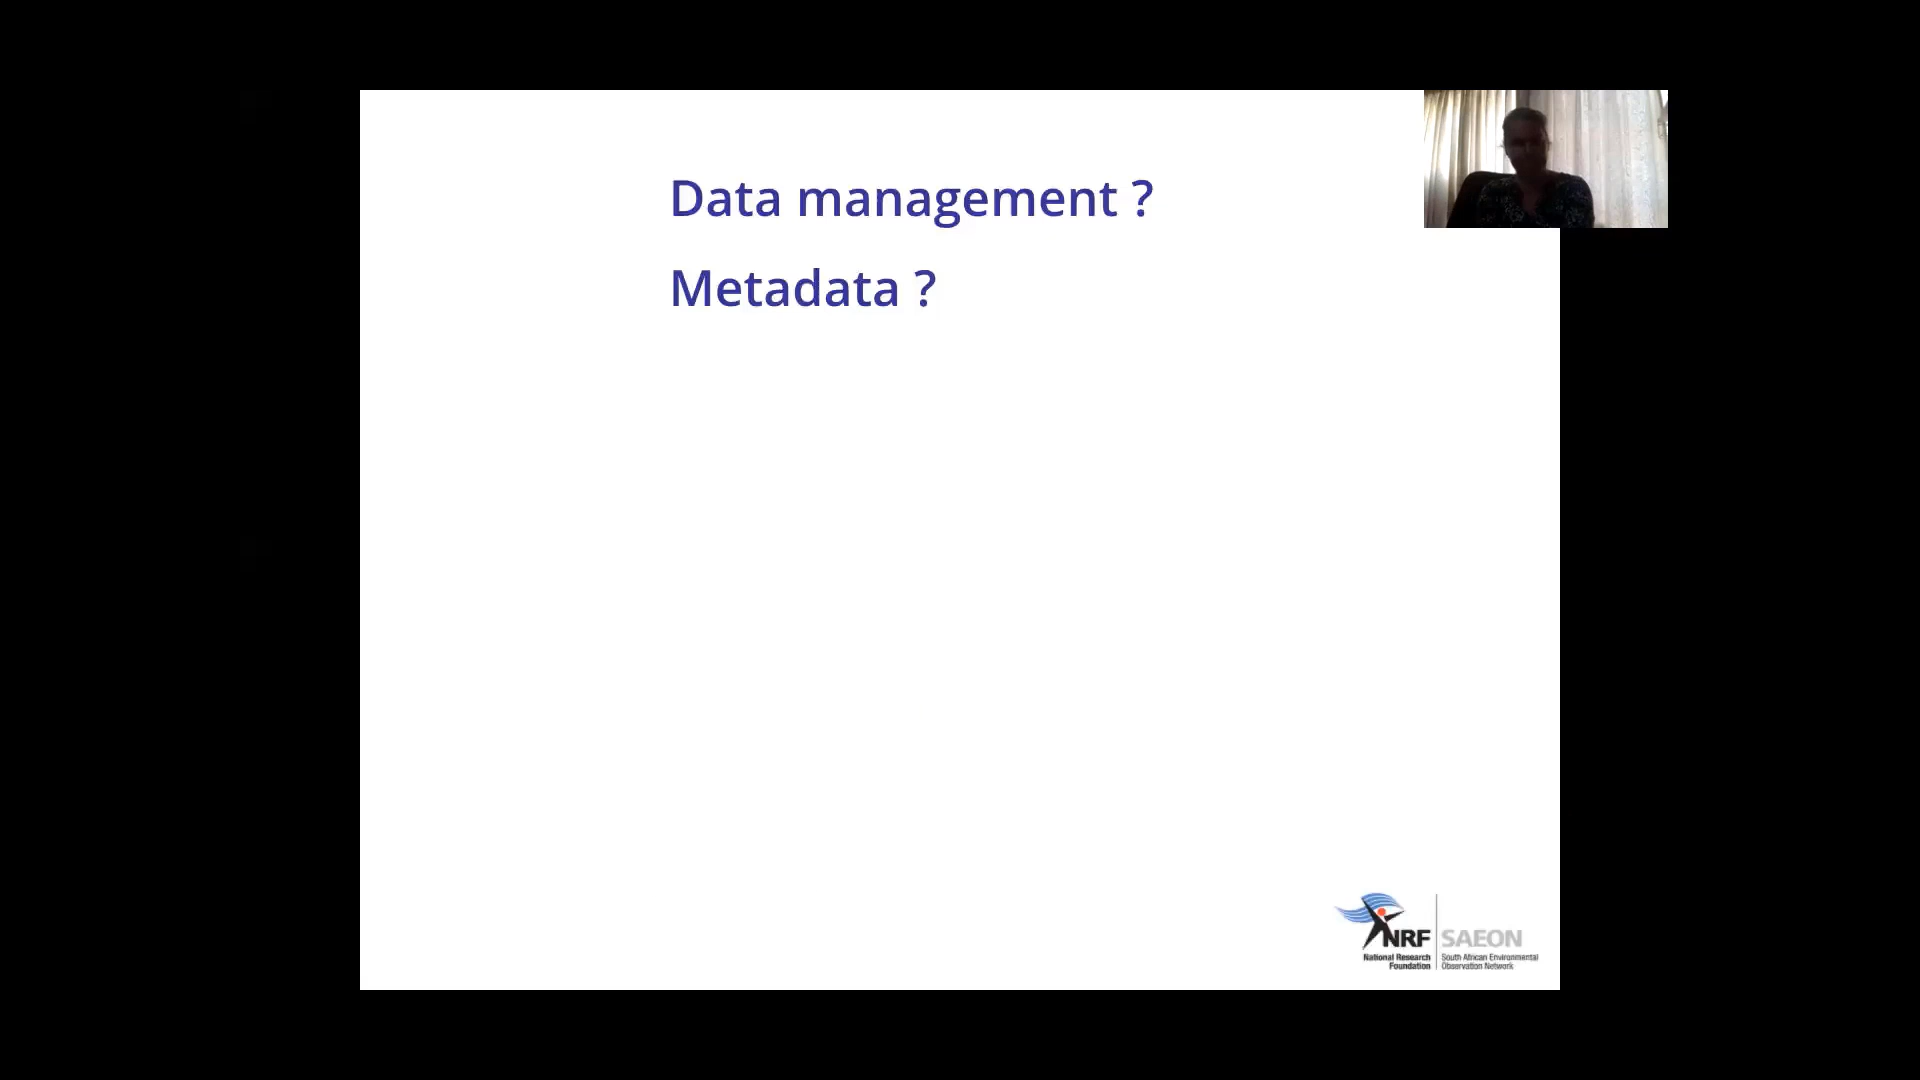 Data management ?
Metadata ?
NRF
National Research
Foundation
SAEON
South African Environmental
Observation Network